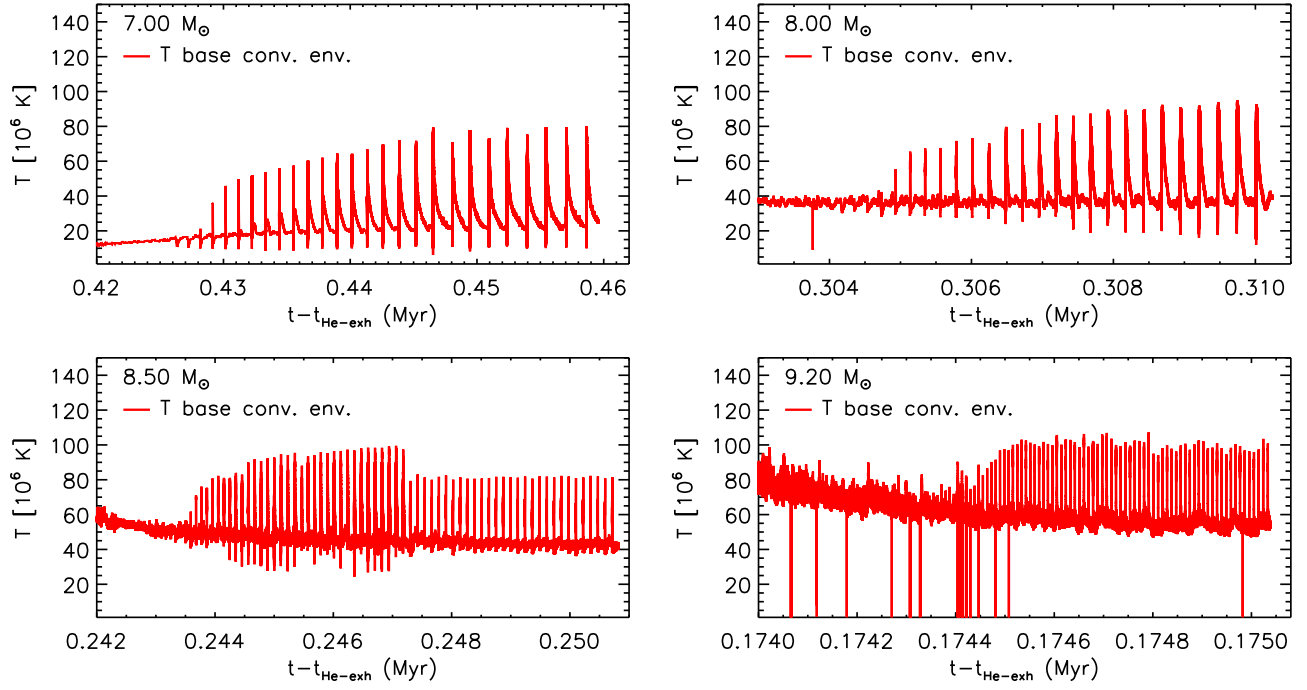 7.00 M⊙
T base conv. env.
T [10⁶ K]
140
120
100
80
60
40
20
0.42 0.43 0.44 0.45 0.46
t−tHe−exh (Myr)
8.00 M⊙
T base conv. env.
T [10⁶ K]
140
120
100
80
60
40
20
0.304 0.306 0.308 0.310
t−tHe−exh (Myr)
8.50 M⊙
T base conv. env.
T [10⁶ K]
140
120
100
80
60
40
20
0.242 0.244 0.246 0.248 0.250
t−tHe−exh (Myr)
9.20 M⊙
T base conv. env.
T [10⁶ K]
140
120
100
80
60
40
20
0.1740 0.1742 0.1744 0.1746 0.1748 0.1750
t−tHe−exh (Myr)